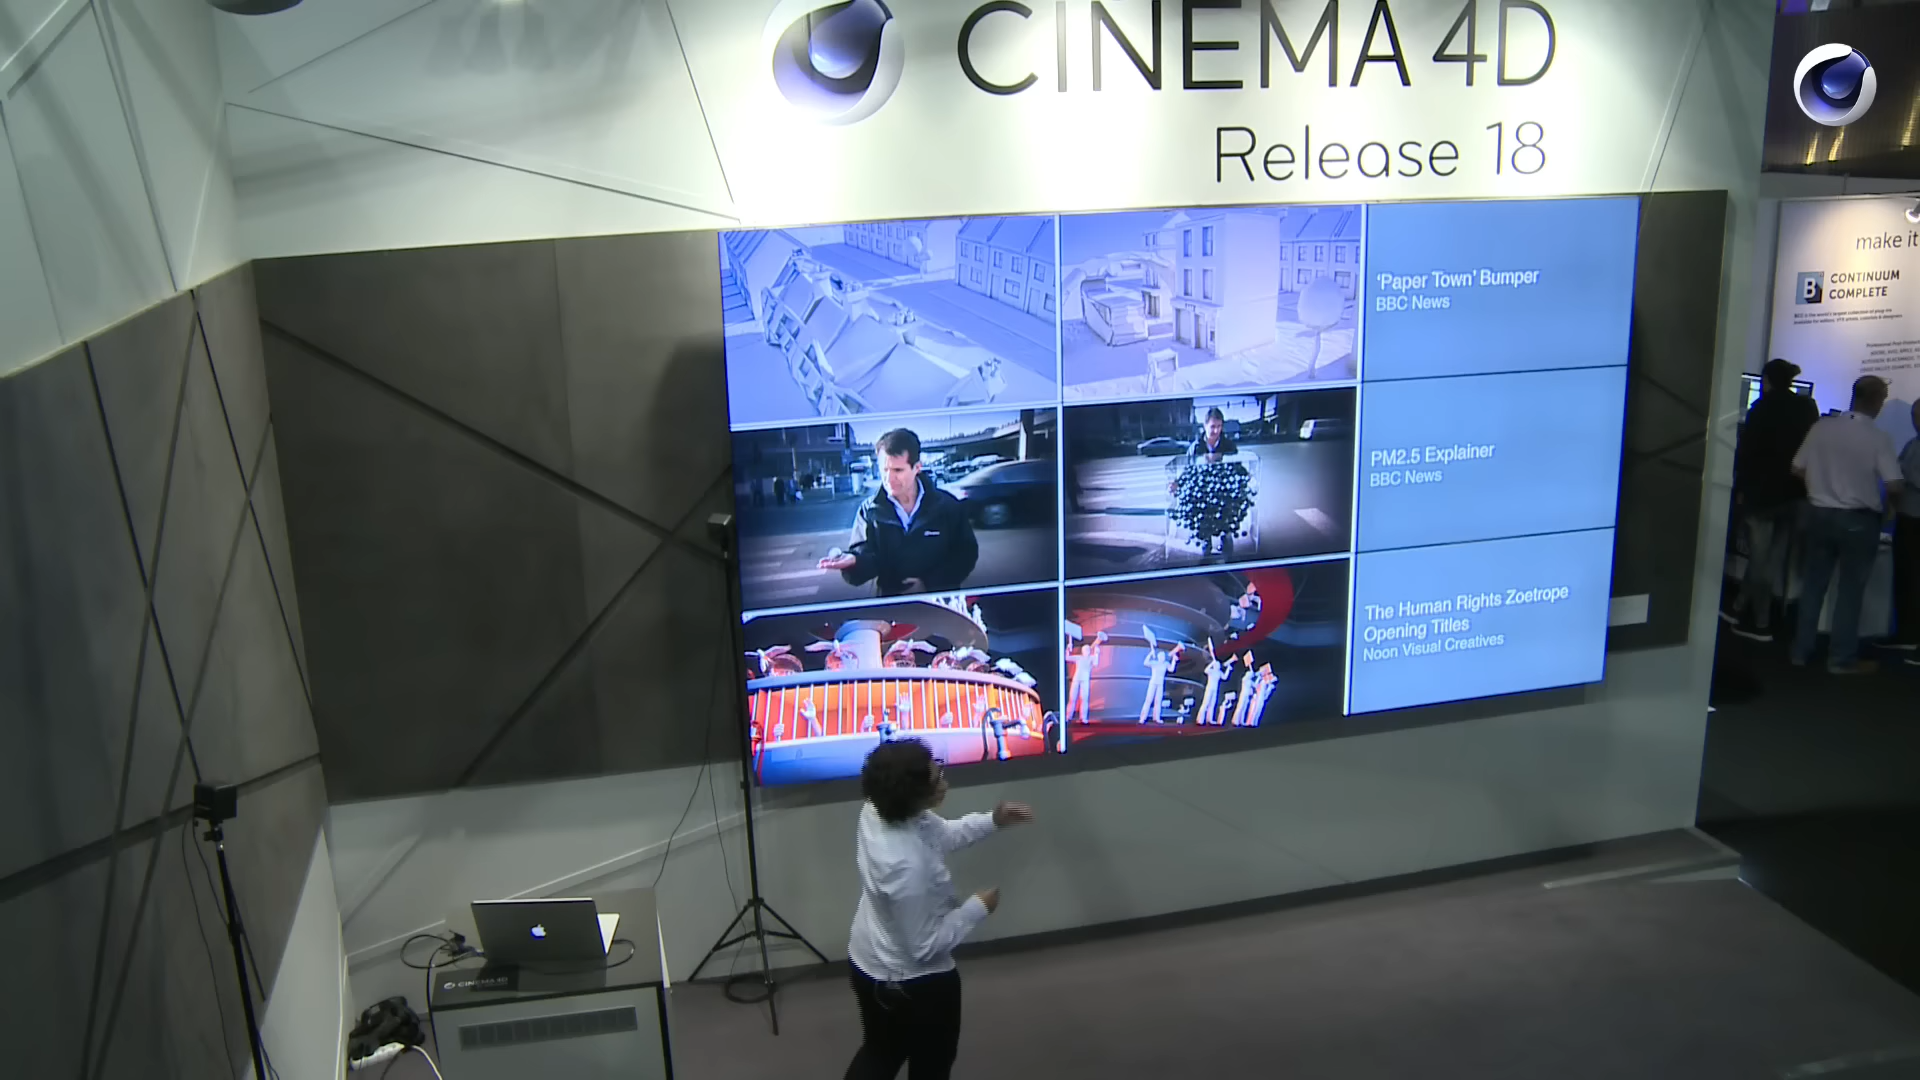 CINEMA 4D
Release 18
'Paper Town' Bumper
BBC News
PM2.5 Explainer
BBC News
The Human Rights Zoetrope
Opening Titles
Noon Visual Creatives
make it
B CONTINUUM
COMPLETE
CINEMA 4D